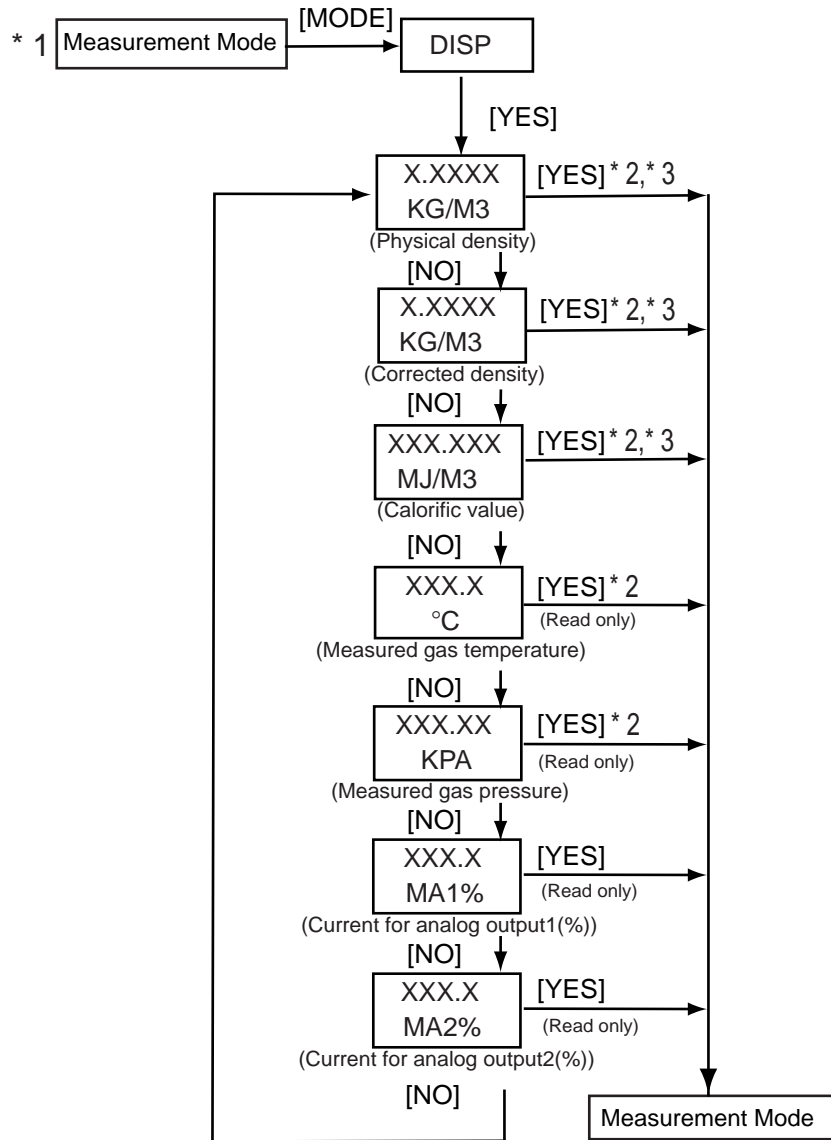 [MODE]
* 1 Measurement Mode DISP
[YES]
X.XXXX [YES] * 2,* 3
KG/M3
(Physical density)
[NO]
X.XXXX [YES] * 2,* 3
KG/M3
(Corrected density)
[NO]
XXX.XXX [YES] * 2,* 3
MJ/M3
(Calorific value)
[NO]
XXX.X [YES] * 2
°C (Read only)
(Measured gas temperature)
[NO]
XXX.XX [YES] * 2
KPA (Read only)
(Measured gas pressure)
[NO]
XXX.X [YES]
MA1% (Read only)
(Current for analog output1(%))
[NO]
XXX.X [YES]
MA2% (Read only)
(Current for analog output2(%))
[NO]
Measurement Mode